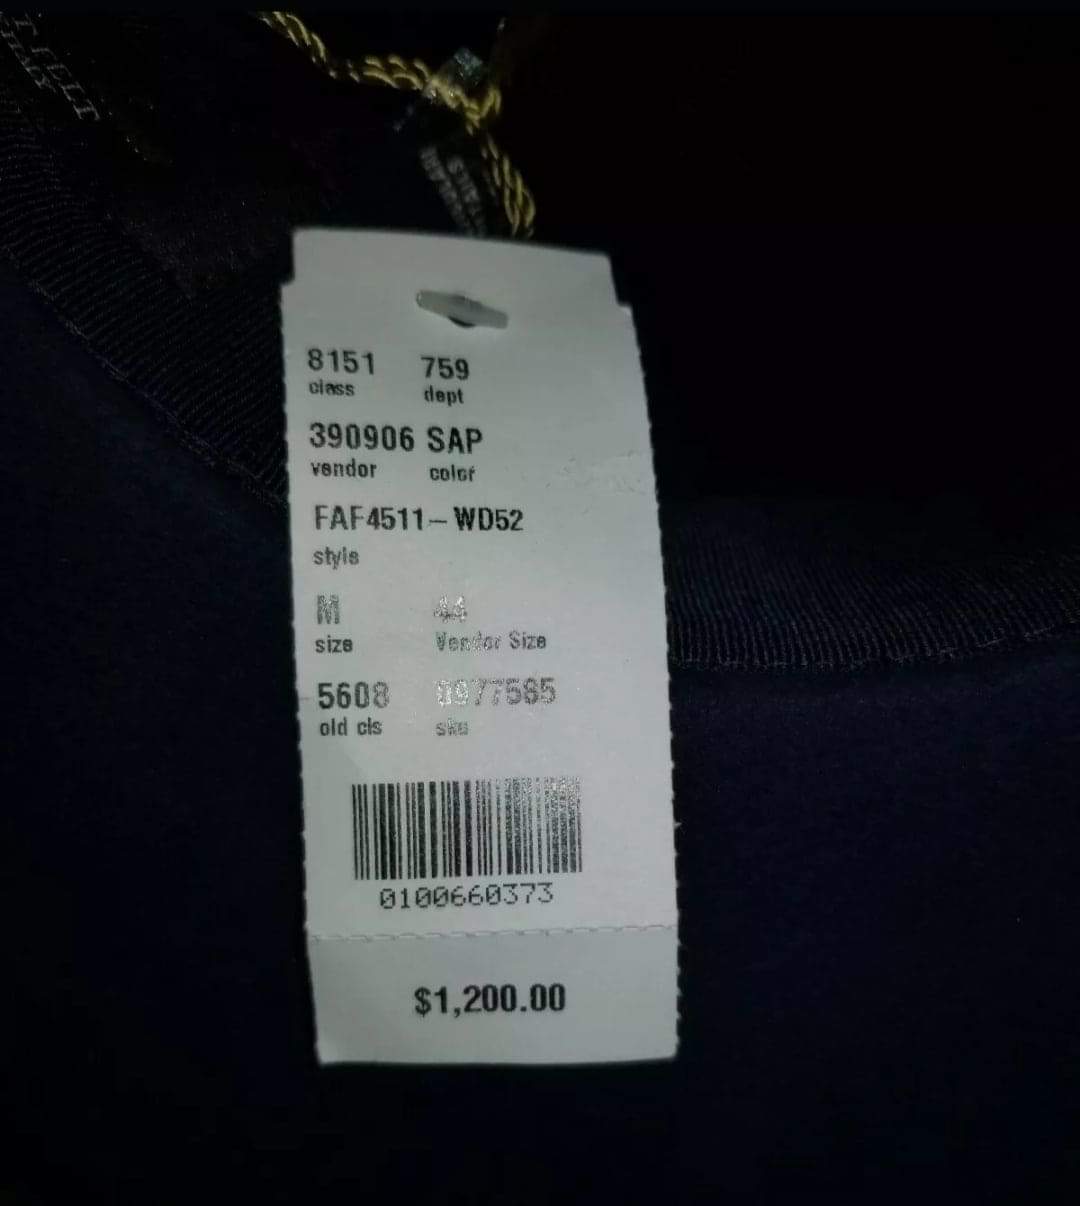 8151 759
class dept
390906 SAP
vendor color
FAF4511-WD52
style
M 44
size Vendor Size
5608 0977585
old cls sku
0100660373
$1,200.00